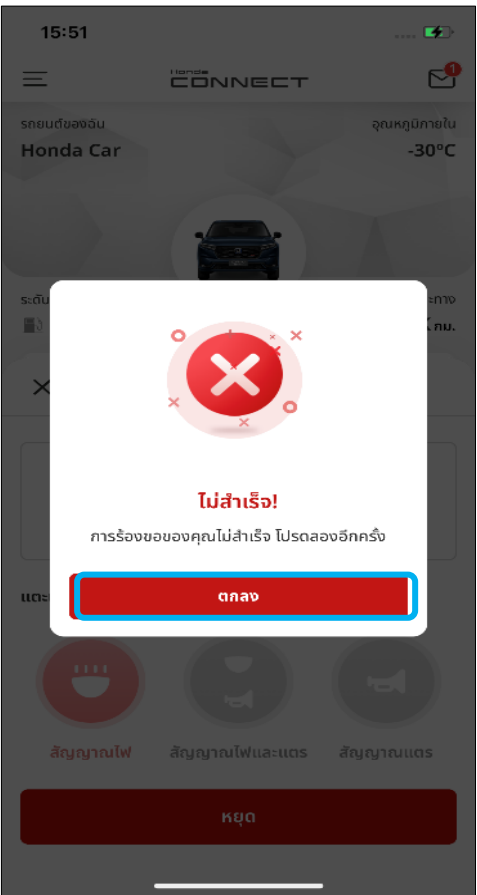 15:51
Honda
CONNECT
1
รถยนต์ของฉัน
อุณหภูมิภายใน
Honda Car
-30°C
กม.
ไม่สำเร็จ!
การร้องขอของคุณไม่สำเร็จ โปรดลองอีกครั้ง
ตกลง
สัญญาณไฟ
สัญญาณไฟและแตร
สัญญาณแตร
หยุด